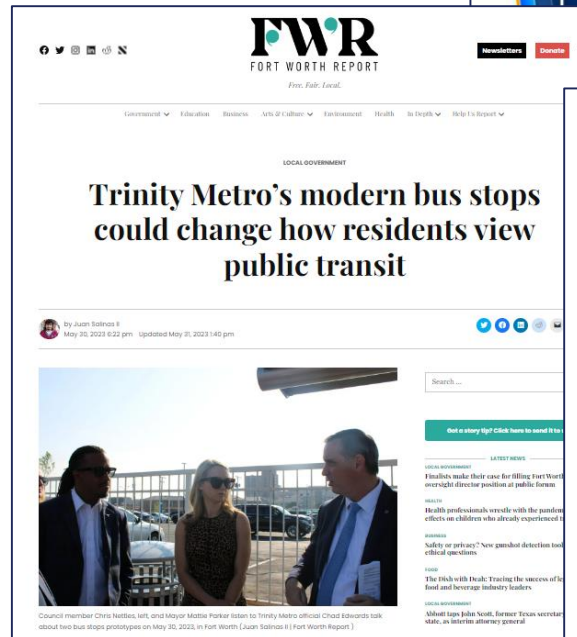 FWR
FORT WORTH REPORT
Free. Fair. Local.
Newsletters
Donate
Government
Education
Business
Arts & Culture
Environment
Health
In Depth
Help Us Report
LOCAL GOVERNMENT
Trinity Metro's modern bus stops
could change how residents view
public transit
by Juan Salinas II
May 30, 2023 6:22 pm Updated May 31, 2023 1:40 pm
Council member Chris Nettles, left, and Mayor Mattie Parker listen to Trinity Metro official Chad Edwards talk
about two bus stops prototypes on May 30, 2023, in Fort Worth (Juan Salinas II | Fort Worth Report )
Search ...
Got a story tip? Click here to send it to
LATEST NEWS
LOCAL GOVERNMENT
Finalists make their case for filling Fort Worth
oversight director position at public forum
HEALTH
Health professionals wrestle with the pandem
effects on children who already experienced t
BUSINESS
Safety or privacy? New gunshot detection tool
ethical questions
FOOD
The Dish with Deah: Tracing the success of le
food and beverage industry leaders
LOCAL GOVERNMENT
Abbott taps John Scott, former Texas secretary
state, as interim attorney general